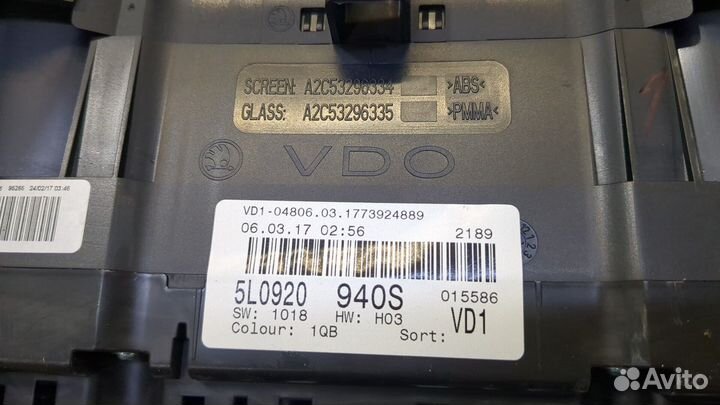 SCREEN: A2C53296334 >ABS<
GLASS: A2C53296335 >PMMA<
VDO
96266 24/02/17 03:46
VD1-04806.03.1773924889
06.03.17 02:56 2189
5L0920 940S 015586
SW: 1018 HW: H03 VD1
Colour: 1QB Sort:
Avito